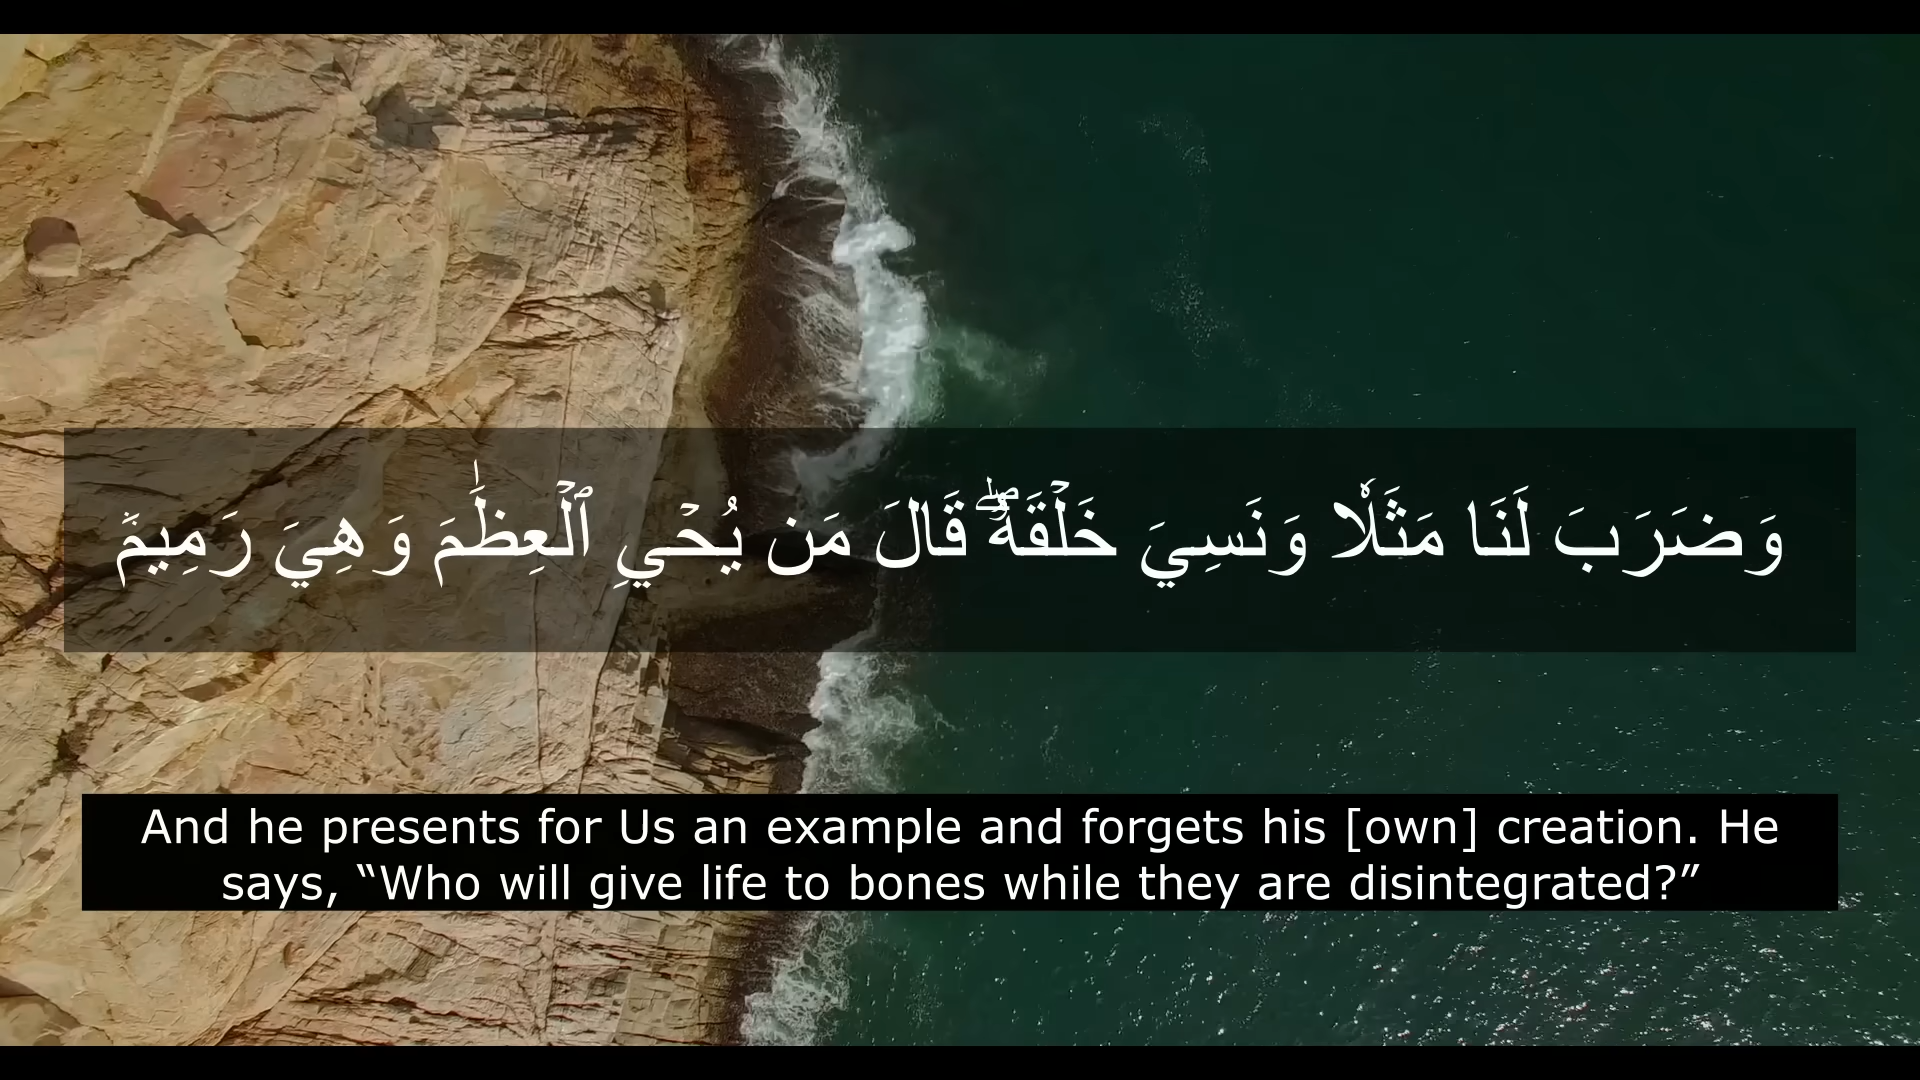 وَضَرَبَ لَنَا مَثَلٗا وَنَسِيَ خَلۡقَهُۥۖ قَالَ مَن يُحۡيِ ٱلۡعِظَٰمَ وَهِيَ رَمِيمٞ
And he presents for Us an example and forgets his [own] creation. He
says, “Who will give life to bones while they are disintegrated?”